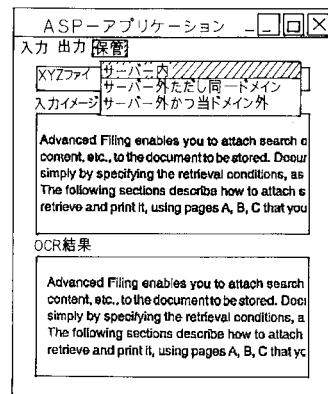 ASP－アプリケーション
入力 出力 保管
XYZファイ サーバー内
サーバー外ただし同一ドメイン
入力イメージ サーバー外かつ当ドメイン外
Advanced Filing enables you to attach search c
content, etc., to the document to be stored. Docur
simply by specifying the retrieval conditions, as
The following sections describe how to attach s
retrieve and print it, using pages A, B, C that you
OCR結果
Advanced Filing enables you to attach search
content, etc., to the document to be stored. Doci
simply by specifying the retrieval conditions, a
The following sections describe how to attach
retrieve and print it, using pages A, B, C that yc